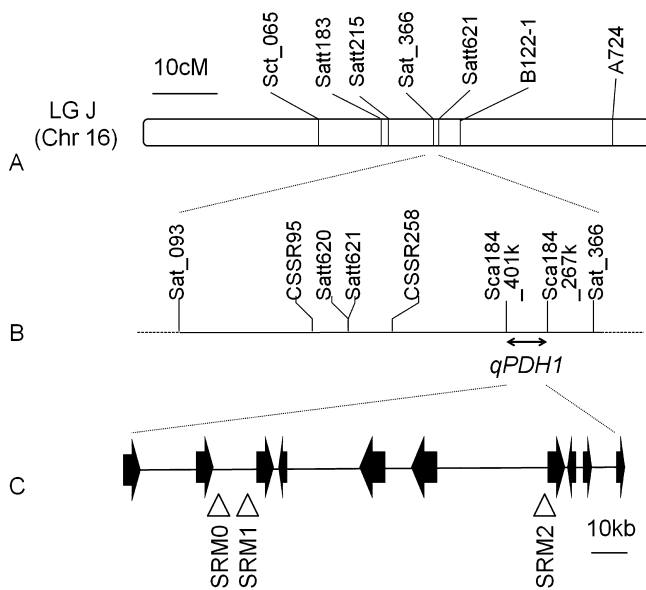 10cM
Sct_065
Satt183
Satt215
Sat_366
Satt621
B122-1
A724
LG J
(Chr 16)
A
Sat_093
CSSR95
Satt620
Satt621
CSSR258
Sca184
_401k
Sca184
_267k
Sat_366
B
qPDH1
C
SRM0
SRM1
SRM2
10kb